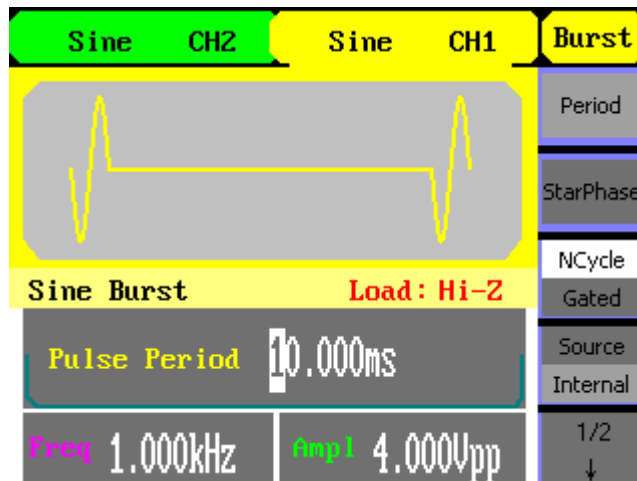 Sine CH2 Sine CH1 Burst
Period
StarPhase
NCycle
Gated
Sine Burst Load: Hi-Z
Source
Internal
Pulse Period 10.000ms
Freq 1.000kHz Ampl 4.000Vpp
1/2
↓